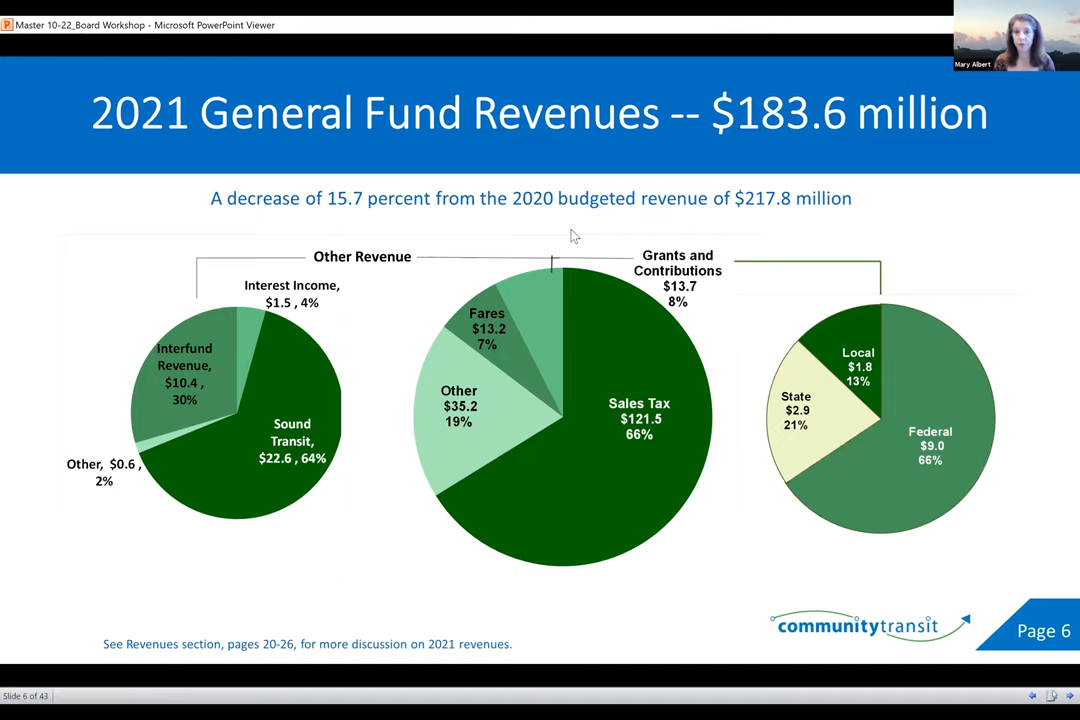 Master 10-22_Board Workshop - Microsoft PowerPoint Viewer
Mary Albert
2021 General Fund Revenues -- $183.6 million
A decrease of 15.7 percent from the 2020 budgeted revenue of $217.8 million
Other Revenue
Interest Income,
$1.5 , 4%
Interfund
Revenue,
$10.4 ,
30%
Sound
Transit,
$22.6 , 64%
Other, $0.6 ,
2%
Grants and
Contributions
$13.7
8%
Fares
$13.2
7%
Other
$35.2
19%
Sales Tax
$121.5
66%
Local
$1.8
13%
State
$2.9
21%
Federal
$9.0
66%
communitytransit
See Revenues section, pages 20-26, for more discussion on 2021 revenues.
Page 6
Slide 6 of 43